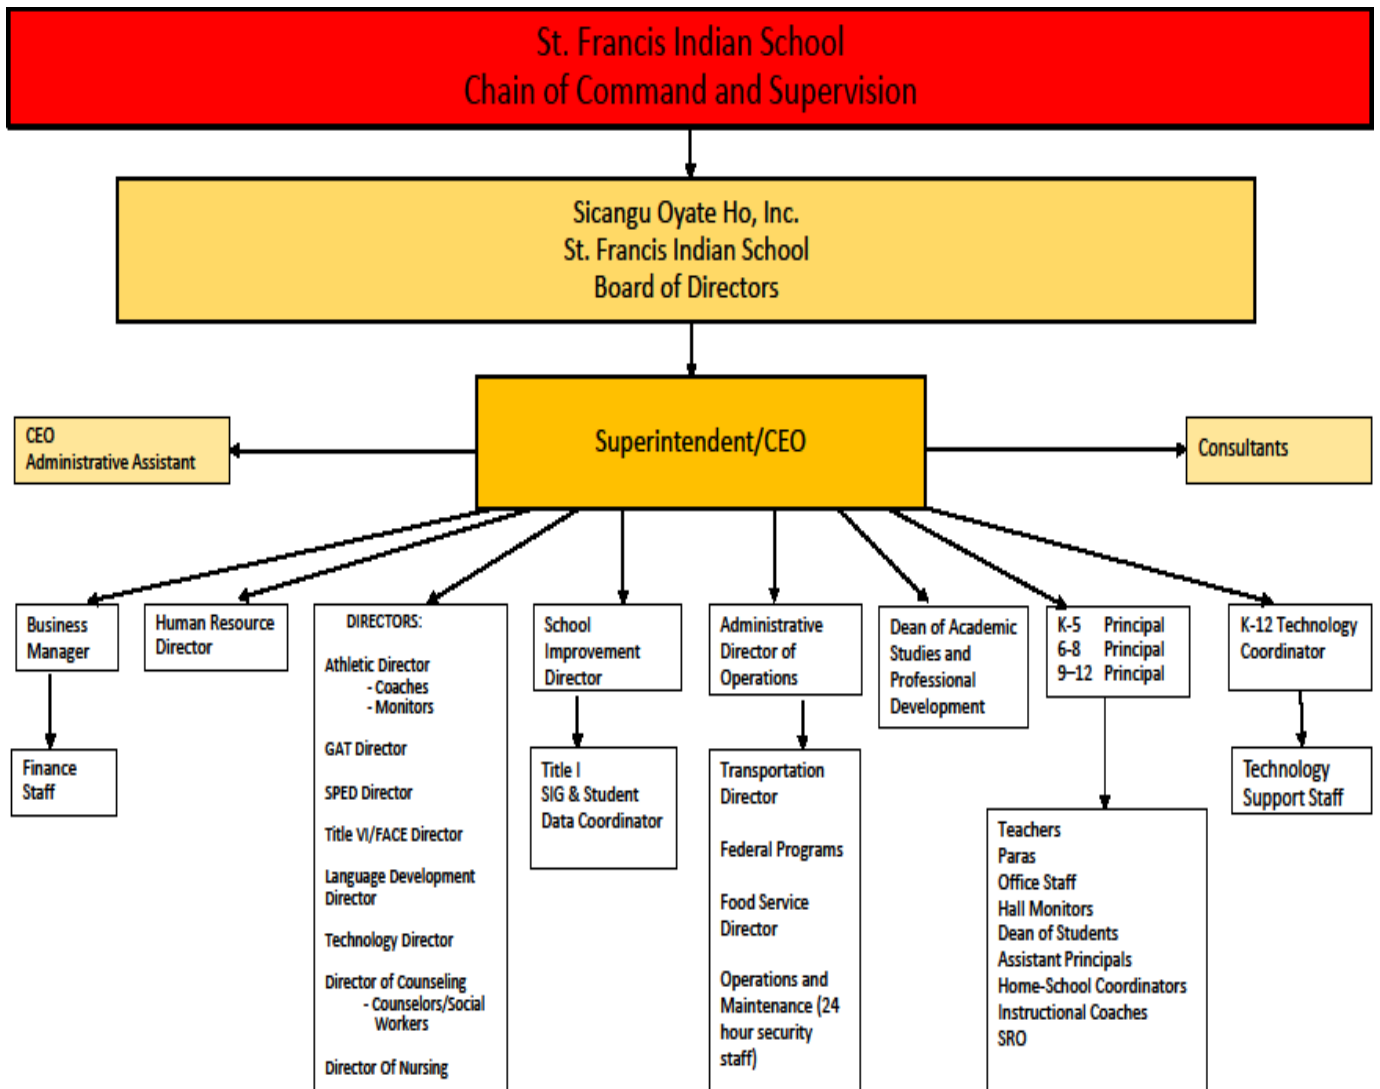 St. Francis Indian School
Chain of Command and Supervision
Sicangu Oyate Ho, Inc.
St. Francis Indian School
Board of Directors
CEO
Administrative Assistant
Superintendent/CEO
Consultants
Business
Manager
Human Resource
Director
DIRECTORS:
Athletic Director
- Coaches
- Monitors
GAT Director
SPED Director
Title VI/FACE Director
Language Development
Director
Technology Director
Director of Counseling
- Counselors/Social
Workers
Director Of Nursing
School
Improvement
Director
Administrative
Director of
Operations
Dean of Academic
Studies and
Professional
Development
K-5 Principal
6-8 Principal
9–12 Principal
K-12 Technology
Coordinator
Finance
Staff
Title I
SIG & Student
Data Coordinator
Transportation
Director
Federal Programs
Food Service
Director
Operations and
Maintenance (24
hour security
staff)
Teachers
Paras
Office Staff
Hall Monitors
Dean of Students
Assistant Principals
Home-School Coordinators
Instructional Coaches
SRO
Technology
Support Staff